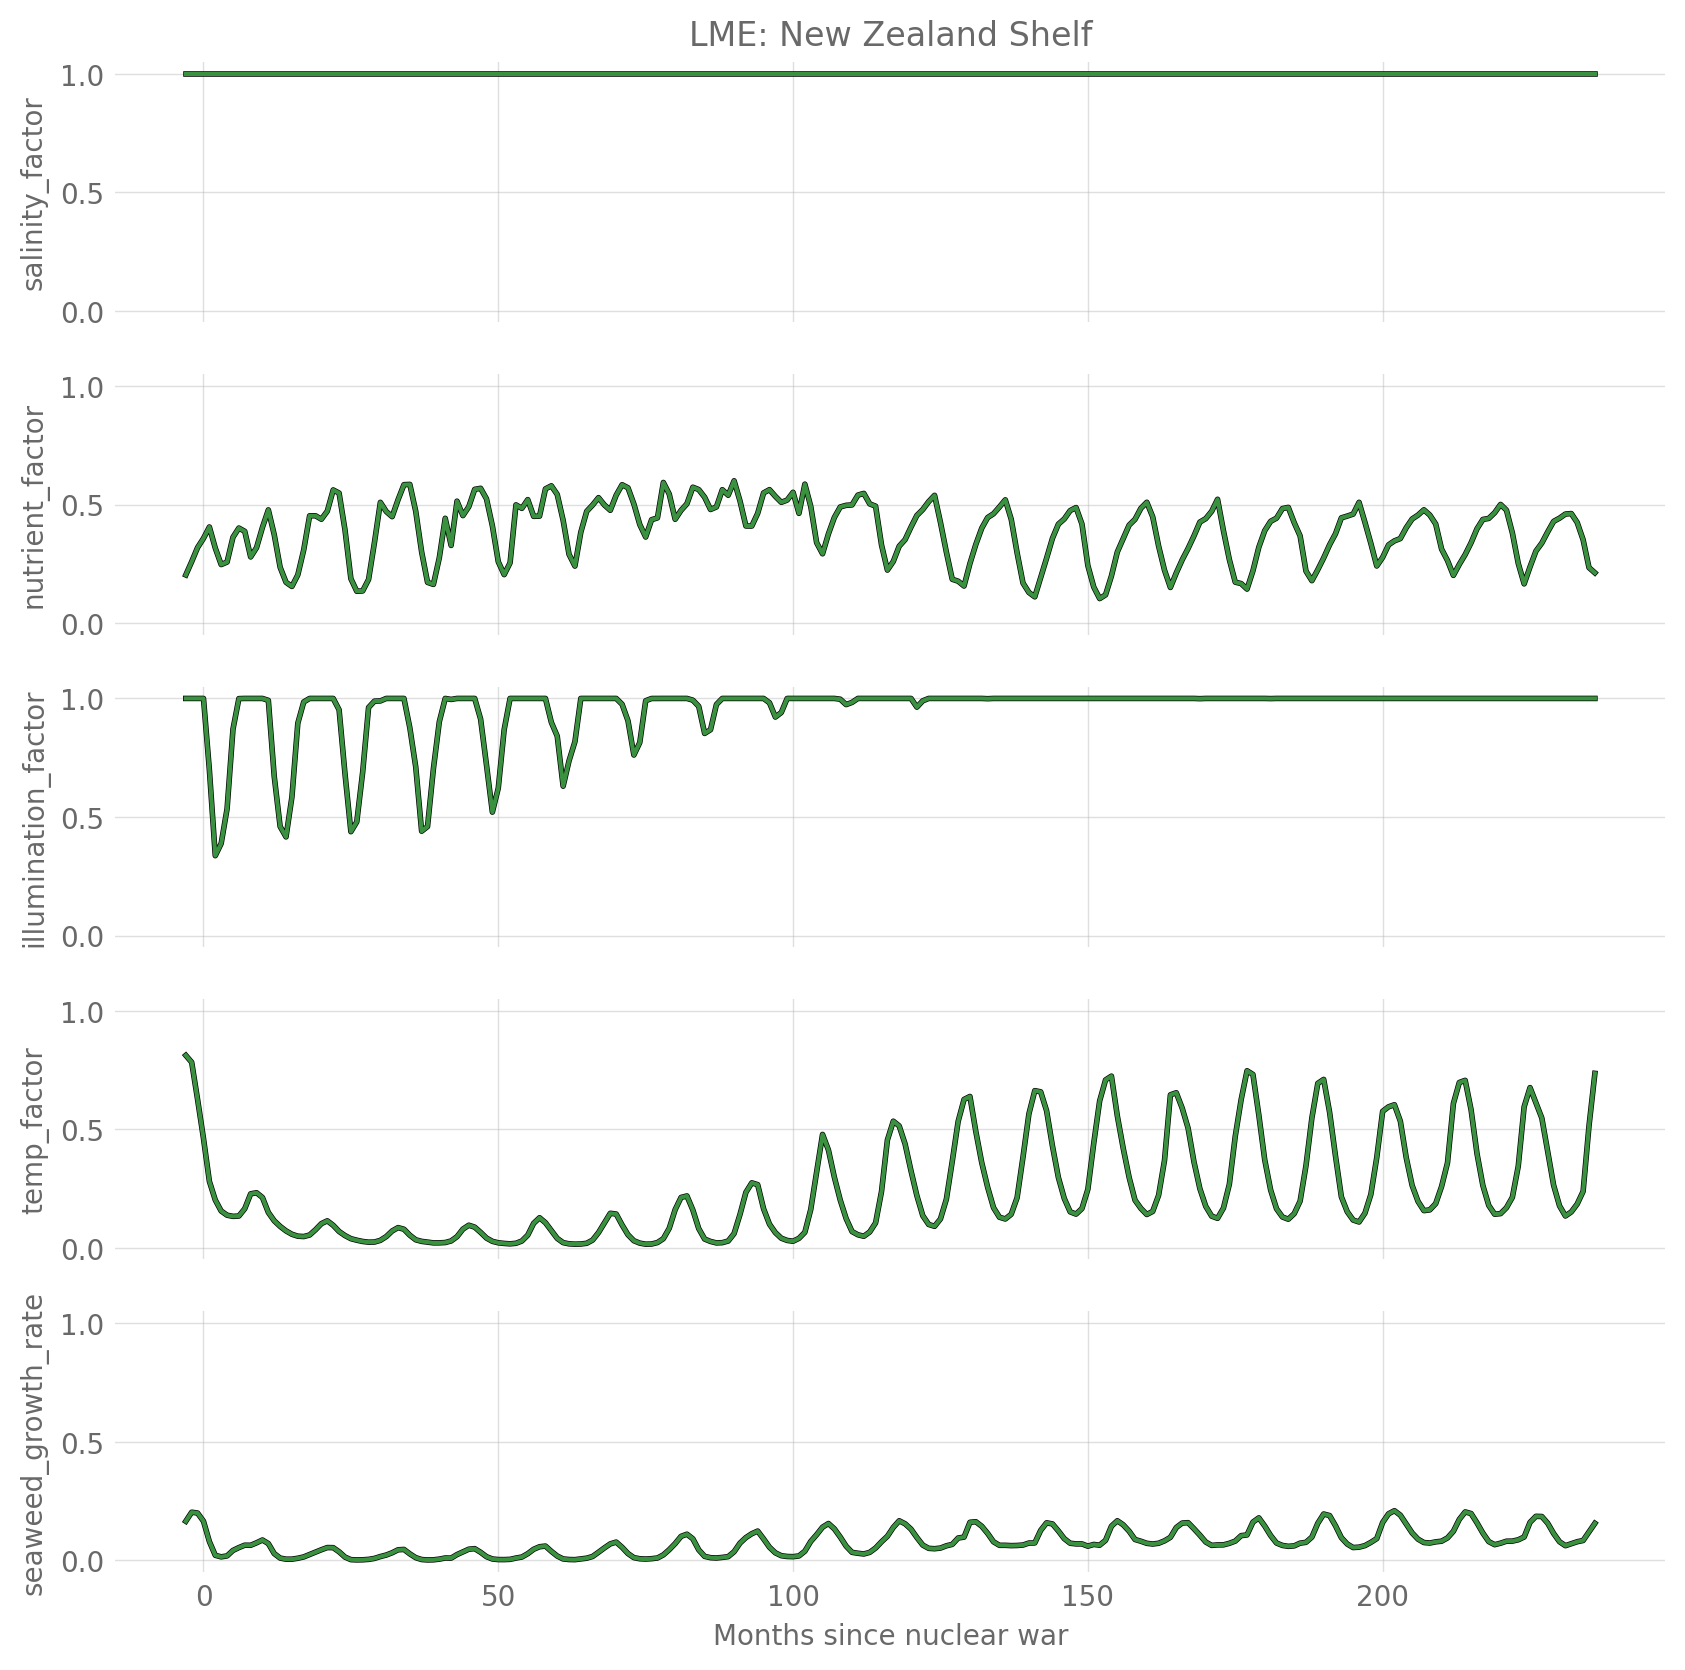 LME: New Zealand Shelf
1.0
0.5
0.0
salinity_factor
1.0
0.5
0.0
nutrient_factor
1.0
0.5
0.0
illumination_factor
1.0
0.5
0.0
temp_factor
1.0
0.5
0.0
seaweed_growth_rate
0 50 100 150 200
Months since nuclear war